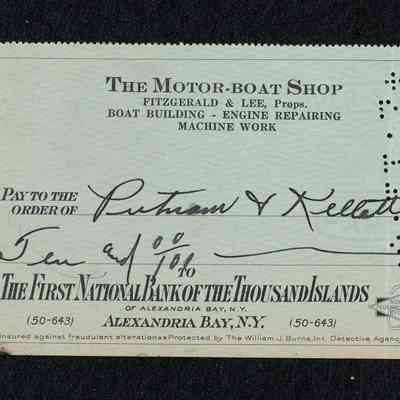 THE MOTOR-BOAT SHOP
FITZGERALD & LEE, Props.
BOAT BUILDING - ENGINE REPAIRING
MACHINE WORK
PAY TO THE
ORDER OF Putnam & Kellett
Ten and 00/100
TO
THE FIRST NATIONAL BANK OF THE THOUSAND ISLANDS
OF ALEXANDRIA BAY, N.Y.
(50-643) ALEXANDRIA BAY, N.Y. (50-643)
Insured against fraudulent alterations Protected by The William J. Burns, Int. Detective Agenc